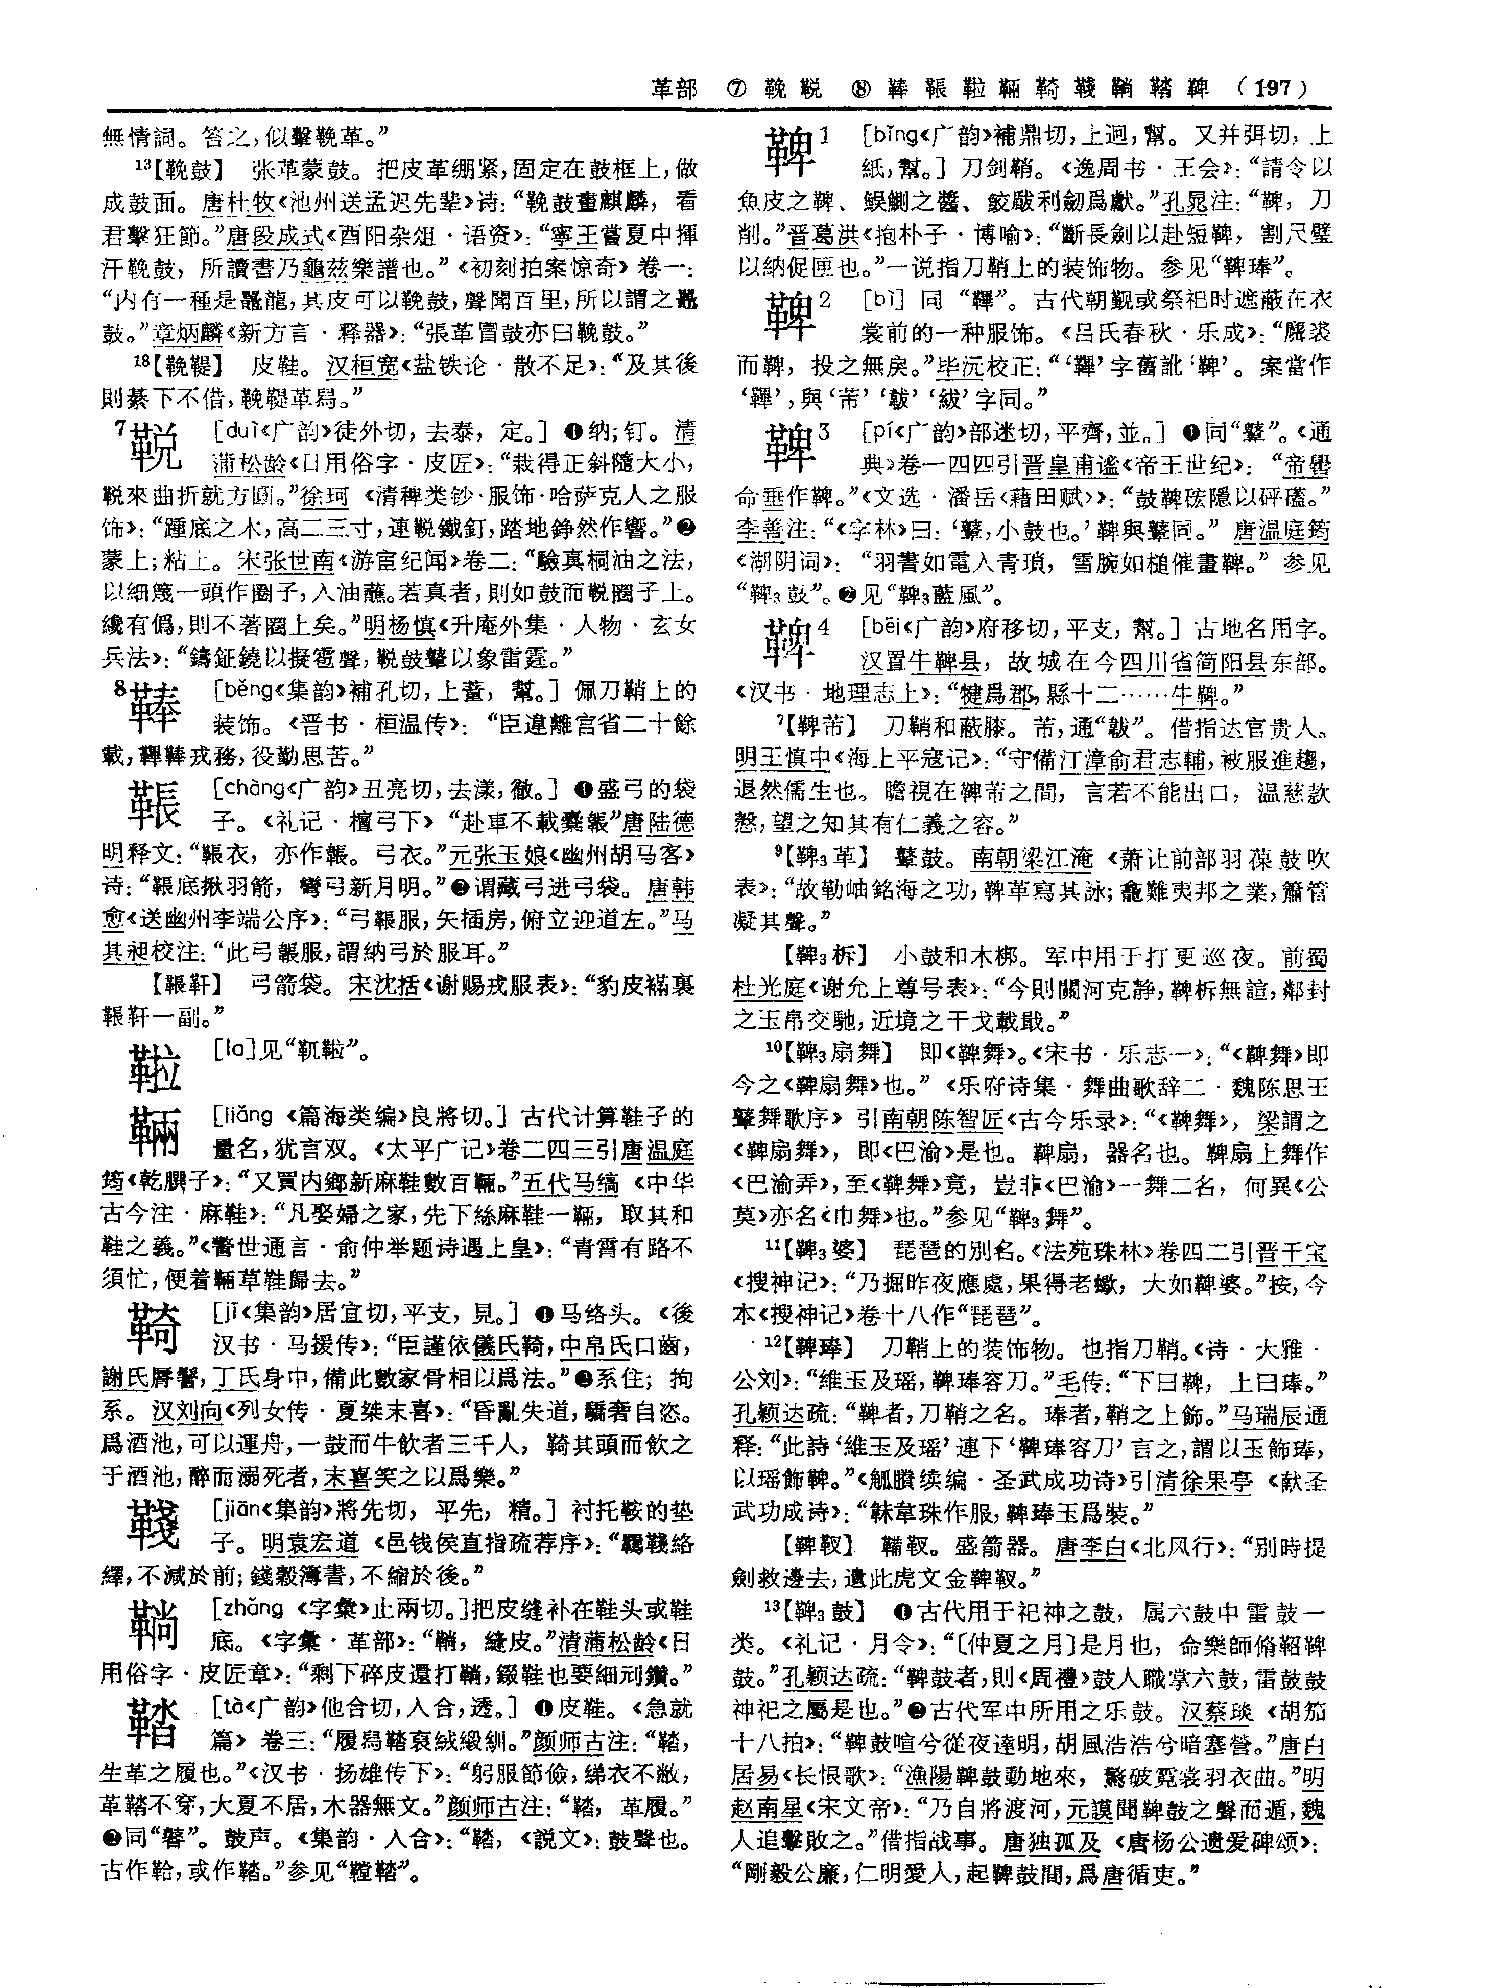 革部 ⑦ 鞔 𩊭 ⑧ 鞛 韔 鞡 𩋃 𩋙 韉 鞝 鞜 鞞 (197)
無情詞。答之,似擊鞔革。”
13【鞔鼓】 张革蒙鼓。把皮革绷紧,固定在鼓框上,做
成鼓面。唐杜牧《池州送孟迟先辈》诗:“鞔鼓畫麒麟,看
君擊狂節。”唐段成式《酉阳杂俎·语资》:“寧王嘗夏中揮
汗鞔鼓,所讀書乃龜茲樂譜也。”《初刻拍案惊奇》卷一:
“内有一種是鼉龍,其皮可以鞔鼓,聲聞百里,所以謂之鼉
鼓。”章炳麟《新方言·释器》:“張革冒鼓亦曰鞔鼓。”
18【鞔鞮】 皮鞋。汉桓宽《盐铁论·散不足》:“及其後
則綦下不借,鞔鞮革舄。”
7 [duì《广韵》徒外切,去泰,定。] ❶纳;钉。清
蒲松龄《日用俗字·皮匠》:“裁得正斜隨大小,
來曲折就方圓。”徐珂《清稗类钞·服饰·哈萨克人之服
饰》:“踵底之木,高二三寸,連鐵釘,踏地錚然作響。”❷
蒙上;粘上。宋张世南《游宦纪闻》卷二:“驗真桐油之法,
以細篾一頭作圈子,入油蘸。若真者,則如鼓而鞔圈子上。
纔有僞,則不著圈上矣。”明杨慎《升庵外集·人物·玄女
兵法》:“鑄鉦鐃以擬雹聲,鼓鼙以象雷霆。”
8 鞛 [běng《集韵》補孔切,上董,幫。] 佩刀鞘上的
装饰。《晋书·桓温传》:“臣違離宫省二十餘
載,鞸鞛戎務,役勤思苦。”
韔 [chàng《广韵》丑亮切,去漾,徹。] ❶盛弓的袋
子。《礼记·檀弓下》“赴車不載櫜韔”唐陆德
明释文:“韔衣,亦作韔。弓衣。”元张玉娘《幽州胡马客》
诗:“韔底揪羽箭,彎弓新月明。”❷谓藏弓进弓袋。唐韩
愈《送幽州李端公序》:“弓韔服,矢插房,俯立迎道左。”马
其昶校注:“此弓韔服,謂納弓於服耳。”
【韔靬】 弓箭袋。宋沈括《谢赐戎服表》:“豹皮褊裏
韔靬一副。”
鞡 [la]见“靰鞡”。
[liǎng《篇海类编》良將切。] 古代计算鞋子的
量名,犹言双。《太平广记》卷二四三引唐温庭
筠《乾𦠆子》:“又買内鄉新麻鞋數百。”五代马缟《中华
古今注·麻鞋》:“凡娶婦之家,先下絲麻鞋一,取其和
鞋之義。”《警世通言·俞仲举题诗遇上皇》:“青霄有路不
須忙,便着草鞋歸去。”
[jī《集韵》居宜切,平支,見。] ❶马络头。《後
汉书·马援传》:“臣謹依儀氏,中帛氏口齒,
謝氏脣鬐,丁氏身中,備此數家骨相以爲法。”❷系住;拘
系。汉刘向《列女传·夏桀末喜》:“昏亂失道,驕奢自恣。
爲酒池,可以運舟,一鼓而牛飲者三千人,其頭而飲之
于酒池,醉而溺死者,末喜笑之以爲樂。”
[jiān《集韵》將先切,平先,精。] 衬托鞍的垫
子。明袁宏道《邑钱侯直指疏荐序》:“羈絡
繹,不減於前;錢穀簿書,不縮於後。”
鞝 [zhǎng《字彙》止兩切。]把皮缝补在鞋头或鞋
底。《字彙·革部》:“鞝,縫皮。”清蒲松龄《日
用俗字·皮匠章》:“剩下碎皮還打鞝,錣鞋也要細刓鑽。”
鞜 [tà《广韵》他合切,入合,透。] ❶皮鞋。《急就
篇》卷三:“履舄鞜裒絨緞紃。”颜师古注:“鞜,
生革之履也。”《汉书·扬雄传下》:“躬服節儉,綈衣不敝,
革鞜不穿,大夏不居,木器無文。”颜师古注:“鞜,革履。”
❷同“鼛”。鼓声。《集韵·入合》:“鞜,《説文》:鼓聲也。
古作鞈,或作鞜。”参见“鞺鞜”。
鞞1 [bǐng《广韵》補鼎切,上迥,幫。又并弭切,上
紙,幫。] 刀剑鞘。《逸周书·王会》:“請令以
魚皮之鞞、鰂之醬、鮫瞂利劒爲獻。”孔晁注:“鞞,刀
削。”晋葛洪《抱朴子·博喻》:“斷長劍以赴短鞞,割尺璧
以納促匣也。”一说指刀鞘上的装饰物。参见“鞞琫”。
鞞2 [bì] 同“韠”。古代朝觐或祭祀时遮蔽在衣
裳前的一种服饰。《吕氏春秋·乐成》:“麛裘
而鞞,投之無戾。”毕沅校正:“‘韠’字舊訛‘鞞’。案當作
‘韠’,與‘芾’‘韍’‘紱’字同。”
鞞3 [pí《广韵》部迷切,平齊,並。] ❶同“鼙”。《通
典》卷一四四引晋皇甫谧《帝王世纪》:“帝嚳
命垂作鞞。”《文选·潘岳〈藉田赋〉》:“鼓鞞硡隱以砰礚。”
李善注:“《字林》曰:‘鼙,小鼓也。’鞞與鼙同。”唐温庭筠
《湖阴词》:“羽書如電入青瑣,雪腕如槌催畫鞞。”参见
“鞞3鼓”。❷见“鞞3藍風”。
鞞4 [bēi《广韵》府移切,平支,幫。] 古地名用字。
汉置牛鞞县,故城在今四川省简阳县东部。
《汉书·地理志上》:“犍爲郡,縣十二……牛鞞。”
7【鞞芾】 刀鞘和蔽膝。芾,通“韍”。借指达官贵人。
明王慎中《海上平寇记》:“守備汀漳俞君志輔,被服進趨,
退然儒生也。瞻視在鞞芾之間,言若不能出口,温慈款
慤,望之知其有仁義之容。”
9【鞞3革】 鼙鼓。南朝梁江淹《萧让前部羽葆鼓吹
表》:“故勒岫銘海之功,鞞革寫其詠;龕難夷邦之業,簫管
凝其聲。”
【鞞3柝】 小鼓和木梆。军中用于打更巡夜。前蜀
杜光庭《谢允上尊号表》:“今則關河克静,鞞柝無諠,鄰封
之玉帛交馳,近境之干戈載戢。”
10【鞞3扇舞】 即《鞞舞》。《宋书·乐志一》:“《鞞舞》即
今之《鞞扇舞》也。”《乐府诗集·舞曲歌辞二·魏陈思王
鼙舞歌序》引南朝陈智匠《古今乐录》:“《鞞舞》,梁謂之
《鞞扇舞》,即《巴渝》是也。鞞扇,器名也。鞞扇上舞作
《巴渝弄》,至《鞞舞》竟,豈非《巴渝》一舞二名,何異《公
莫》亦名《巾舞》也。”参见“鞞3舞”。
11【鞞3婆】 琵琶的别名。《法苑珠林》卷四二引晋干宝
《搜神记》:“乃掘昨夜應處,果得老蠍,大如鞞婆。”按,今
本《搜神记》卷十八作“琵琶”。
12【鞞琫】 刀鞘上的装饰物。也指刀鞘。《诗·大雅·
公刘》:“維玉及瑶,鞞琫容刀。”毛传:“下曰鞞,上曰琫。”
孔颖达疏:“鞞者,刀鞘之名。琫者,鞘之上飾。”马瑞辰通
释:“此詩‘維玉及瑶’連下‘鞞琫容刀’言之,謂以玉飾琫,
以瑶飾鞞。”《觚賸续编·圣武成功诗》引清徐果亭《献圣
武功成诗》:“韎韋珠作服,鞞琫玉爲裝。”
【鞞靫】 鞴靫。盛箭器。唐李白《北风行》:“别時提
劍救邊去,遺此虎文金鞞靫。”
13【鞞3鼓】 ❶古代用于祀神之鼓,属六鼓中雷鼓一
类。《礼记·月令》:“〔仲夏之月〕是月也,命樂師脩鞀鞞
鼓。”孔颖达疏:“鞞鼓者,則《周禮》鼓人職掌六鼓,雷鼓鼓
神祀之屬是也。”❷古代军中所用之乐鼓。汉蔡琰《胡笳
十八拍》:“鞞鼓喧兮從夜達明,胡風浩浩兮暗塞營。”唐白
居易《长恨歌》:“漁陽鞞鼓動地來,驚破霓裳羽衣曲。”明
赵南星《宋文帝》:“乃自將渡河,元謨聞鞞鼓之聲而遁,魏
人追擊敗之。”借指战事。唐独孤及《唐杨公遗爱碑颂》:
“剛毅公廉,仁明愛人,起鞞鼓間,爲唐循吏。”